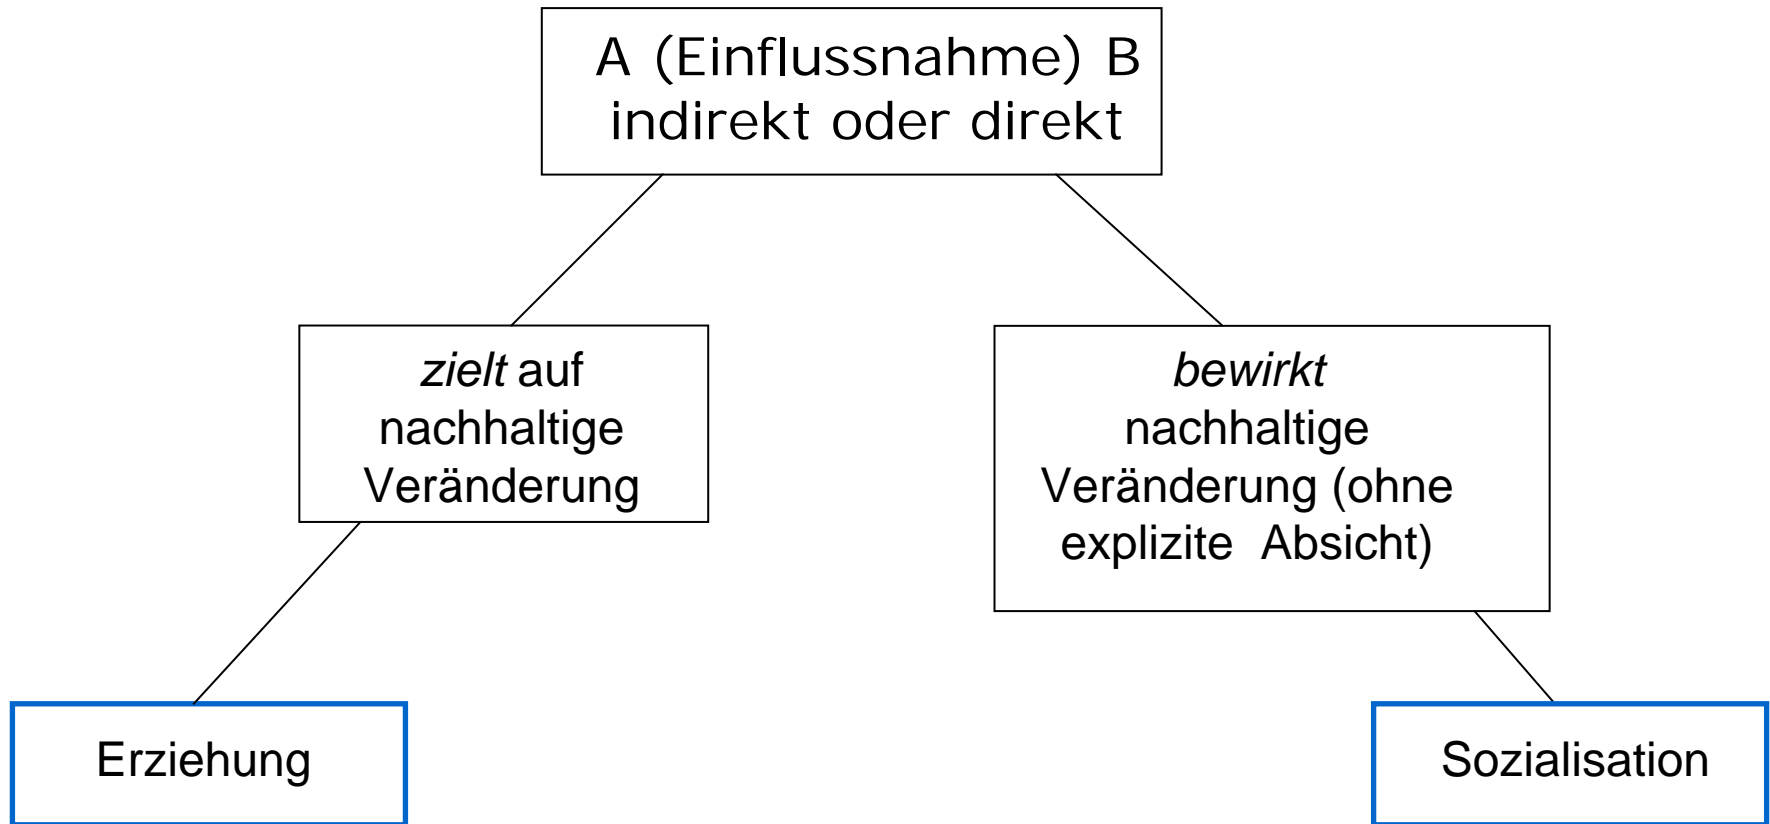 A (Einflussnahme) B
indirekt oder direkt
zielt auf
nachhaltige
Veränderung
bewirkt
nachhaltige
Veränderung (ohne
explizite Absicht)
Erziehung
Sozialisation